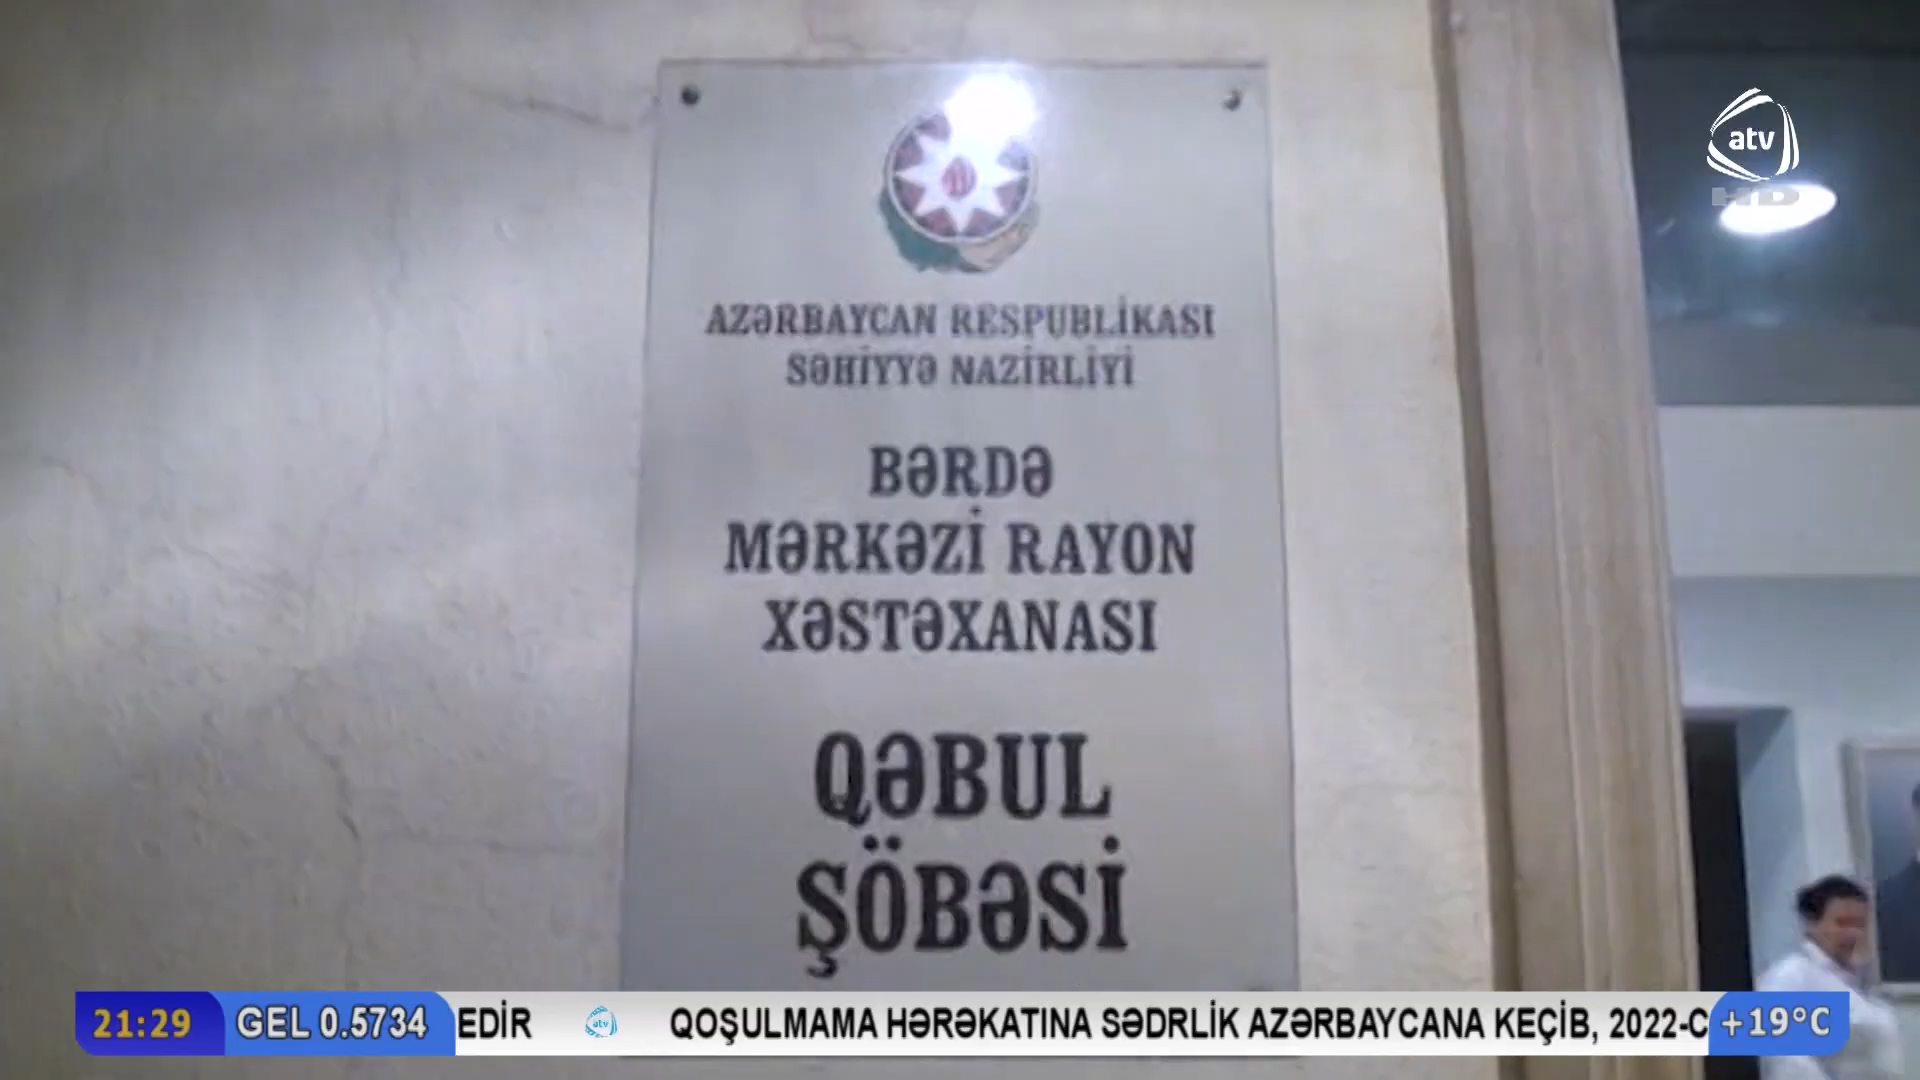 atv
HD
AZƏRBAYCAN RESPUBLİKASI
SƏHİYYƏ NAZİRLİYİ
BƏRDƏ
MƏRKƏZİ RAYON
XƏSTƏXANASI
QƏBUL
ŞÖBƏSİ
21:29 GEL 0.5734 EDİR atv QOŞULMAMA HƏRƏKATINA SƏDRLİK AZƏRBAYCANA KEÇİB, 2022-C +19°C